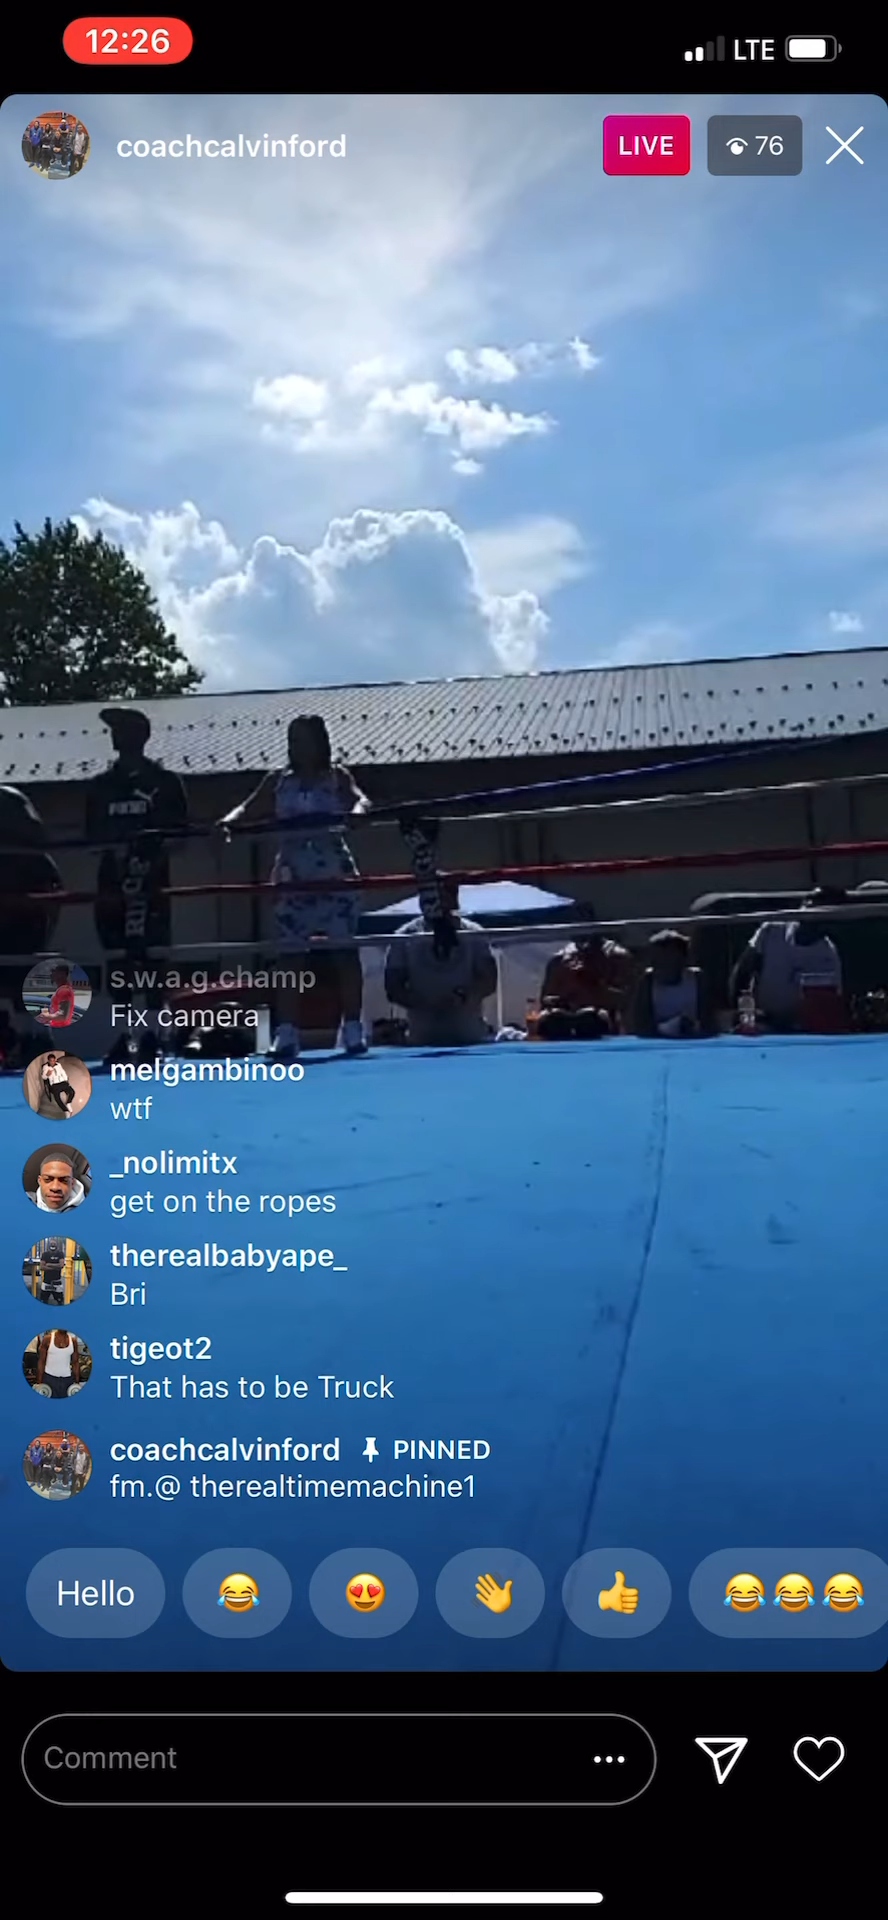 12:26
LTE
coachcalvinford
LIVE
76
s.w.a.g.champ
Fix camera
melgambinoo
wtf
_nolimitx
get on the ropes
therealbabyape_
Bri
tigeot2
That has to be Truck
coachcalvinford PINNED
fm.@ therealtimemachine1
Hello
Comment